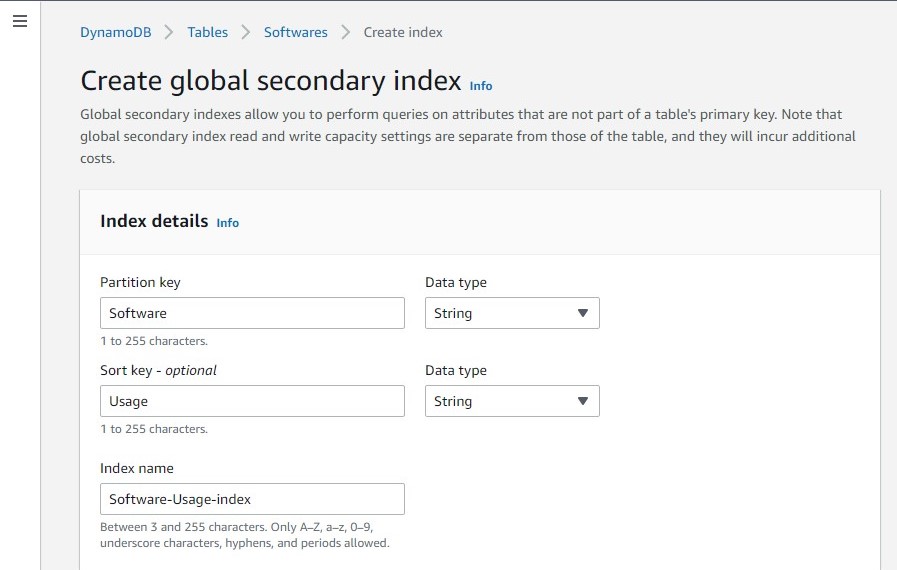 DynamoDB > Tables > Softwares > Create index
Create global secondary index Info
Global secondary indexes allow you to perform queries on attributes that are not part of a table's primary key. Note that
global secondary index read and write capacity settings are separate from those of the table, and they will incur additional
costs.
Index details Info
Partition key Data type
Software String
1 to 255 characters.
Sort key - optional Data type
Usage String
1 to 255 characters.
Index name
Software-Usage-index
Between 3 and 255 characters. Only A–Z, a–z, 0–9,
underscore characters, hyphens, and periods allowed.